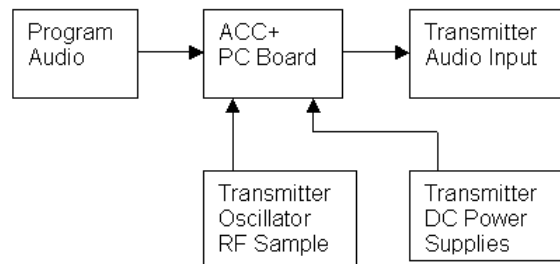 Program
Audio
ACC+
PC Board
Transmitter
Audio Input
Transmitter
Oscillator
RF Sample
Transmitter
DC Power
Supplies